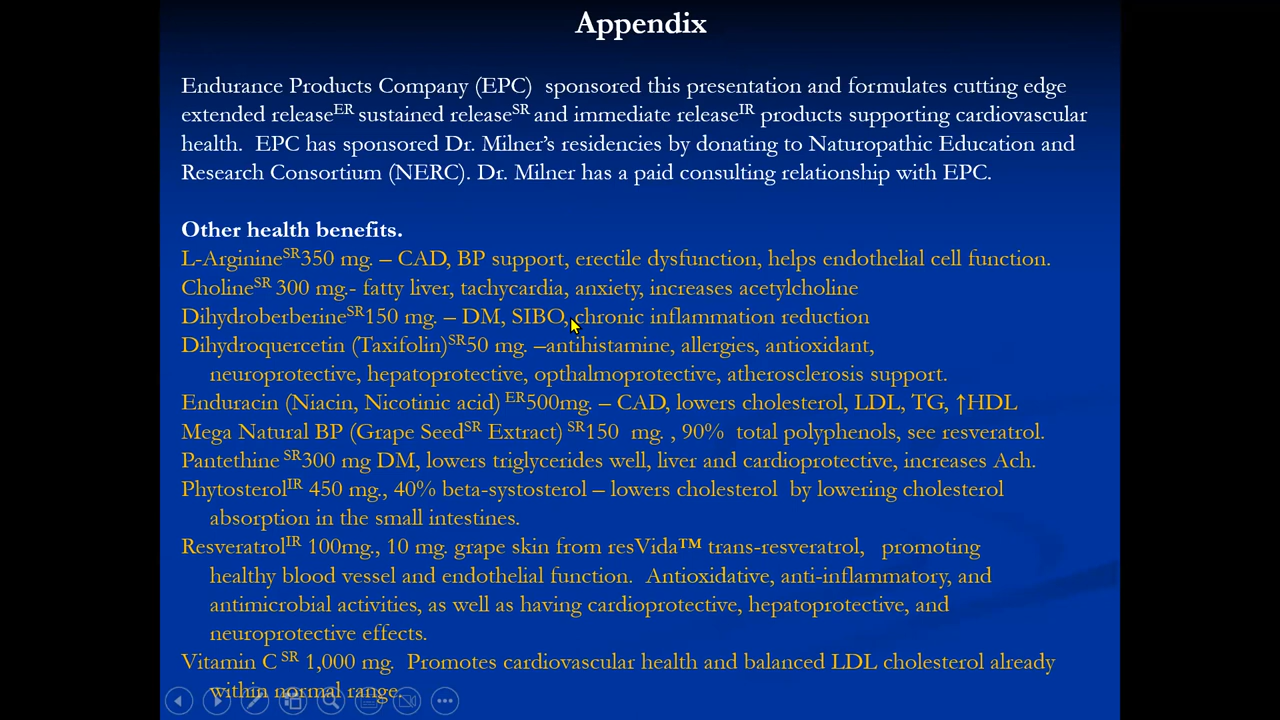 Appendix
Endurance Products Company (EPC) sponsored this presentation and formulates cutting edge
extended releaseER sustained releaseSR and immediate releaseIR products supporting cardiovascular
health. EPC has sponsored Dr. Milner’s residencies by donating to Naturopathic Education and
Research Consortium (NERC). Dr. Milner has a paid consulting relationship with EPC.
Other health benefits.
L-ArginineSR350 mg. – CAD, BP support, erectile dysfunction, helps endothelial cell function.
CholineSR 300 mg.- fatty liver, tachycardia, anxiety, increases acetylcholine
DihydroberberineSR150 mg. – DM, SIBO, chronic inflammation reduction
Dihydroquercetin (Taxifolin)SR50 mg. –antihistamine, allergies, antioxidant,
neuroprotective, hepatoprotective, opthalmoprotective, atherosclerosis support.
Enduracin (Niacin, Nicotinic acid) ER500mg. – CAD, lowers cholesterol, LDL, TG, ↑HDL
Mega Natural BP (Grape SeedSR Extract) SR150 mg. , 90% total polyphenols, see resveratrol.
Pantethine SR300 mg DM, lowers triglycerides well, liver and cardioprotective, increases Ach.
PhytosterolIR 450 mg., 40% beta-systosterol – lowers cholesterol by lowering cholesterol
absorption in the small intestines.
ResveratrolIR 100mg., 10 mg. grape skin from resVida™ trans-resveratrol, promoting
healthy blood vessel and endothelial function. Antioxidative, anti-inflammatory, and
antimicrobial activities, as well as having cardioprotective, hepatoprotective, and
neuroprotective effects.
Vitamin C SR 1,000 mg. Promotes cardiovascular health and balanced LDL cholesterol already
within normal range.